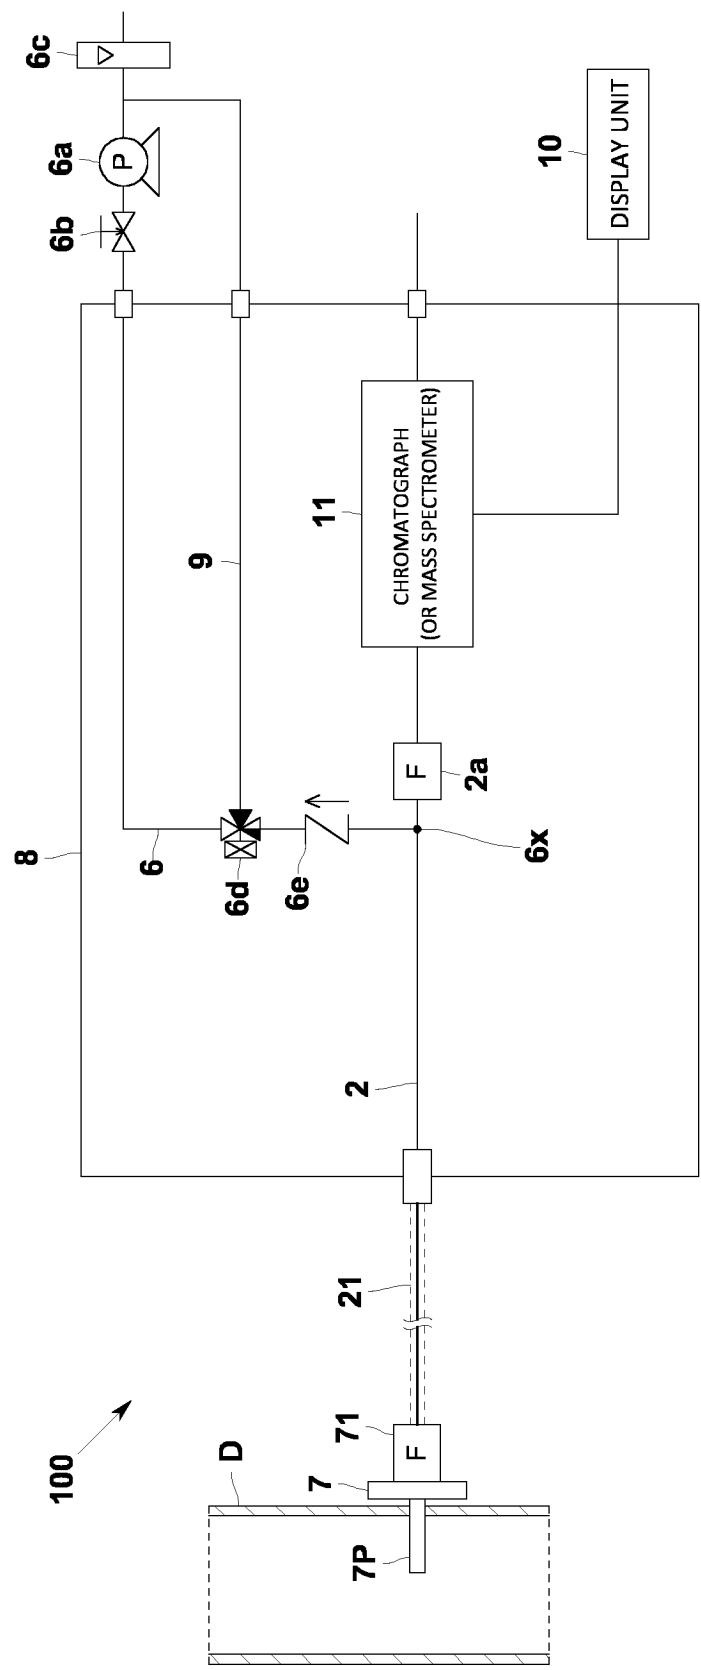 6c
6a
P
6b
10
DISPLAY UNIT
11
CHROMATOGRAPH
(OR MASS SPECTROMETER)
9
F
2a
8
6
6d
6e
6x
2
21
100
D
7
71
F
7P